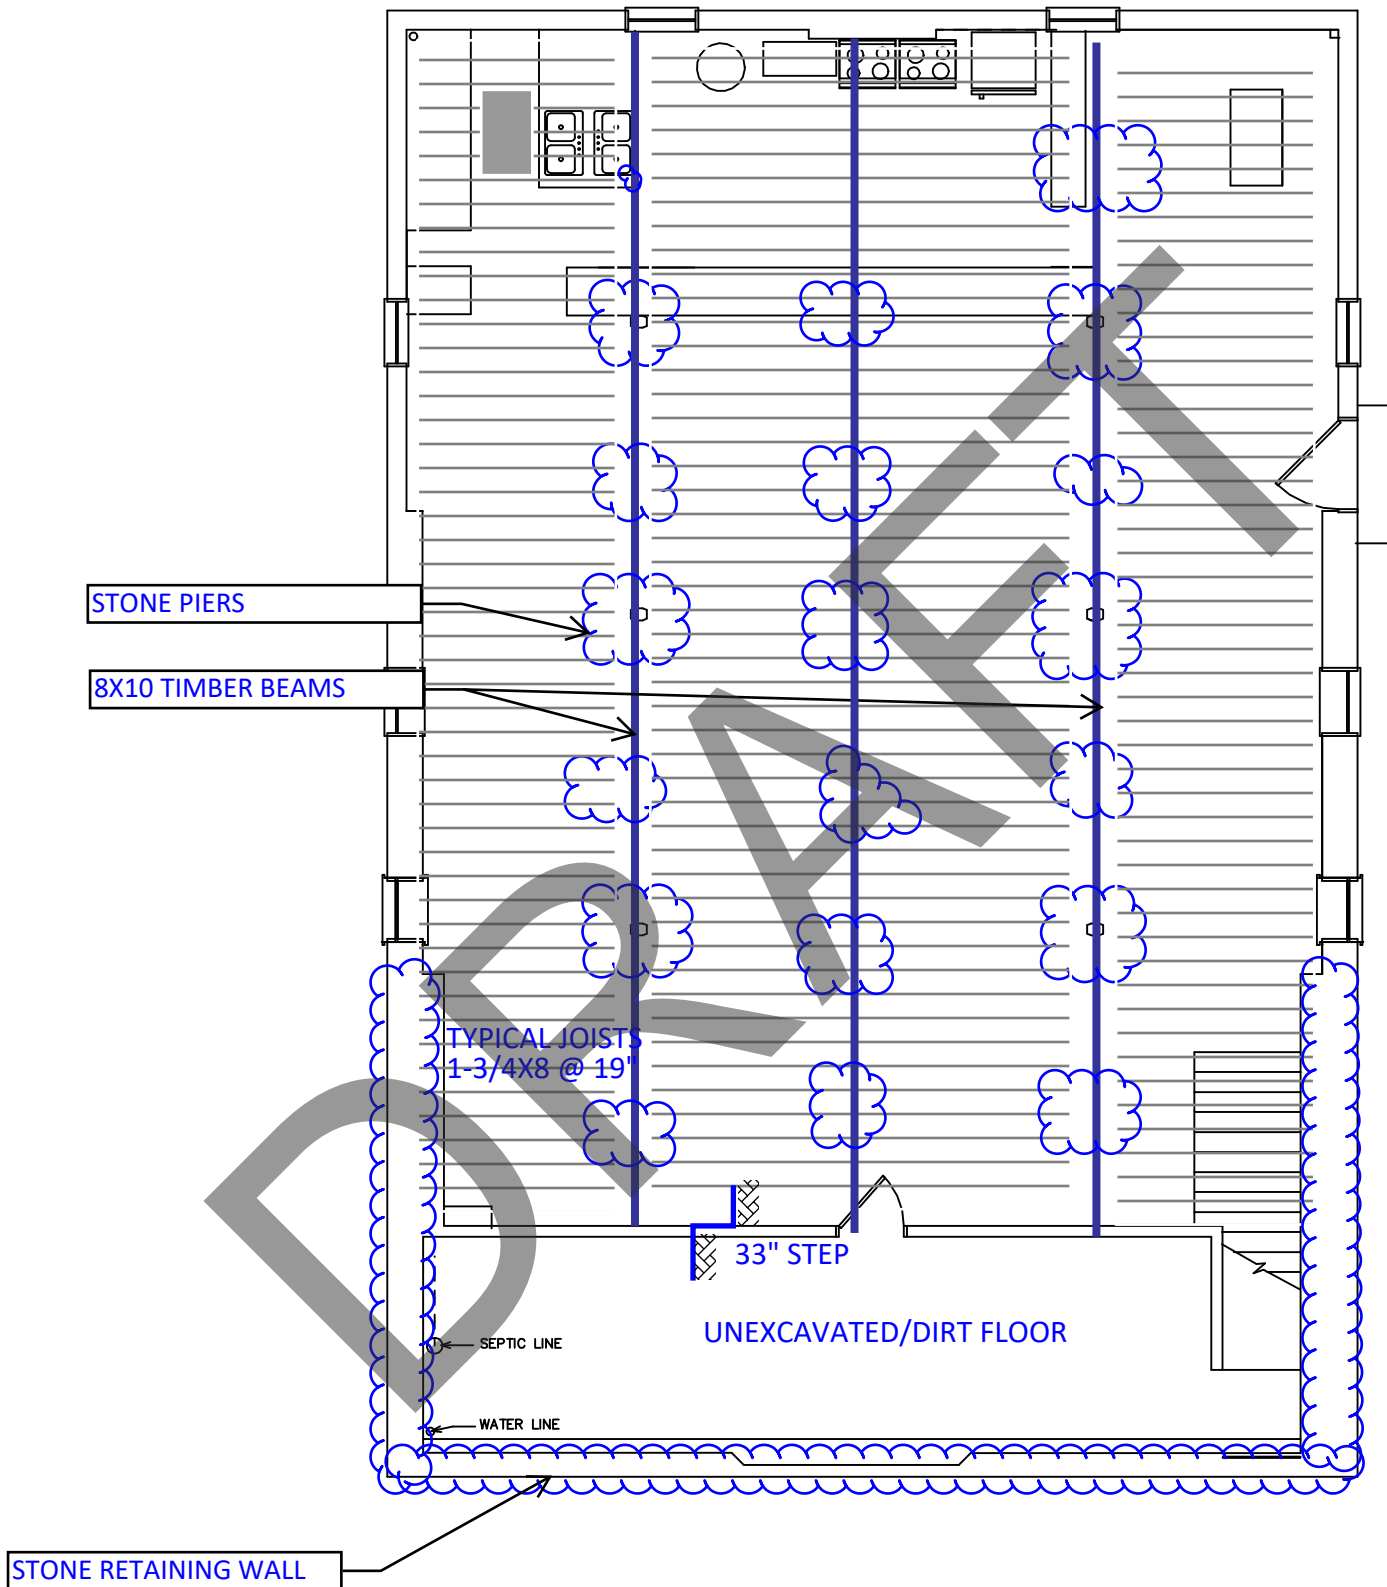 STONE PIERS
8X10 TIMBER BEAMS
TYPICAL JOISTS
1-3/4X8 @ 19"
33" STEP
UNEXCAVATED/DIRT FLOOR
SEPTIC LINE
WATER LINE
STONE RETAINING WALL
DRAFT